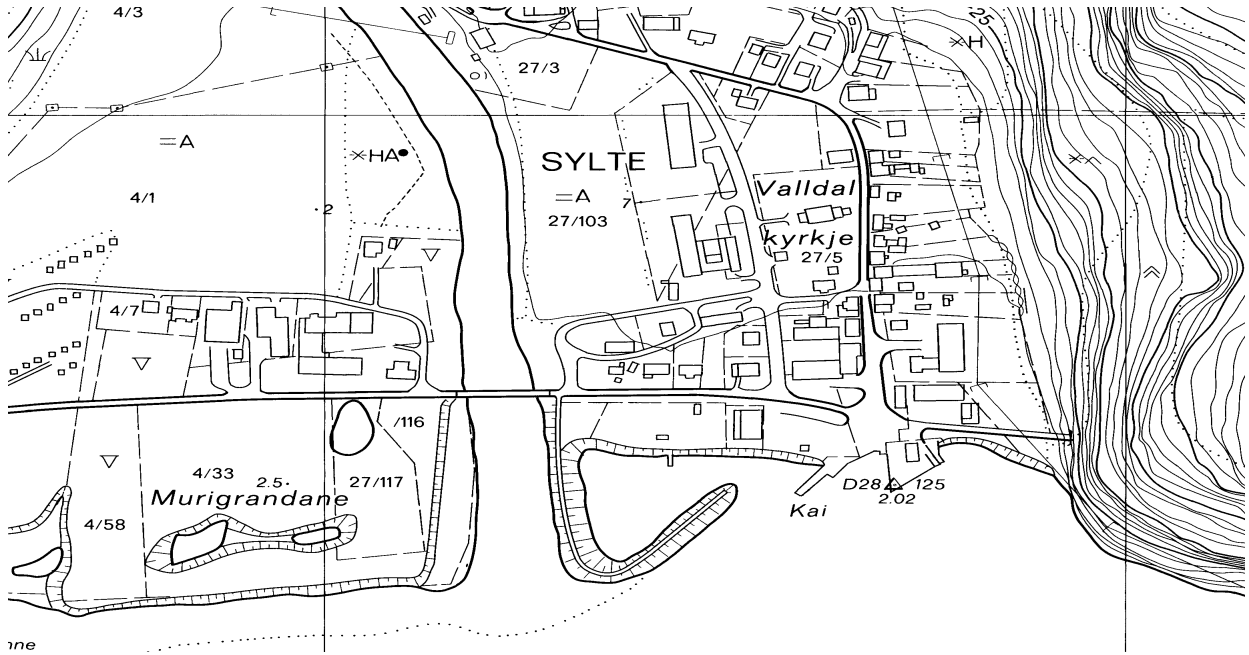 4/3
25
H
27/3
A
HA
SYLTE
A
4/1
2
7
27/103
Valldal
kyrkje
27/5
4/7
/116
4/33
2.5
27/117
Murigrandane
4/58
D28 125
2.02
Kai
nne